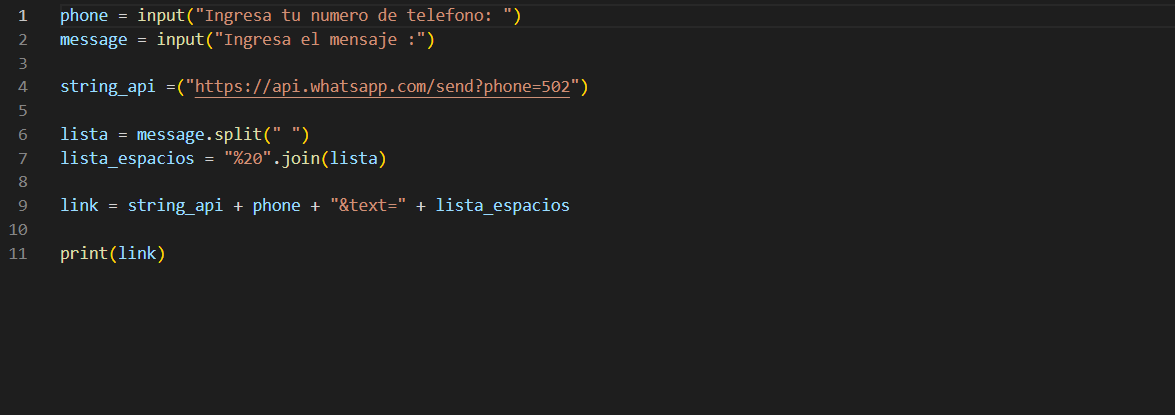 1 phone = input("Ingresa tu numero de telefono: ")
2 message = input("Ingresa el mensaje :")
3
4 string_api =("https://api.whatsapp.com/send?phone=502")
5
6 lista = message.split(" ")
7 lista_espacios = "%20".join(lista)
8
9 link = string_api + phone + "&text=" + lista_espacios
10
11 print(link)